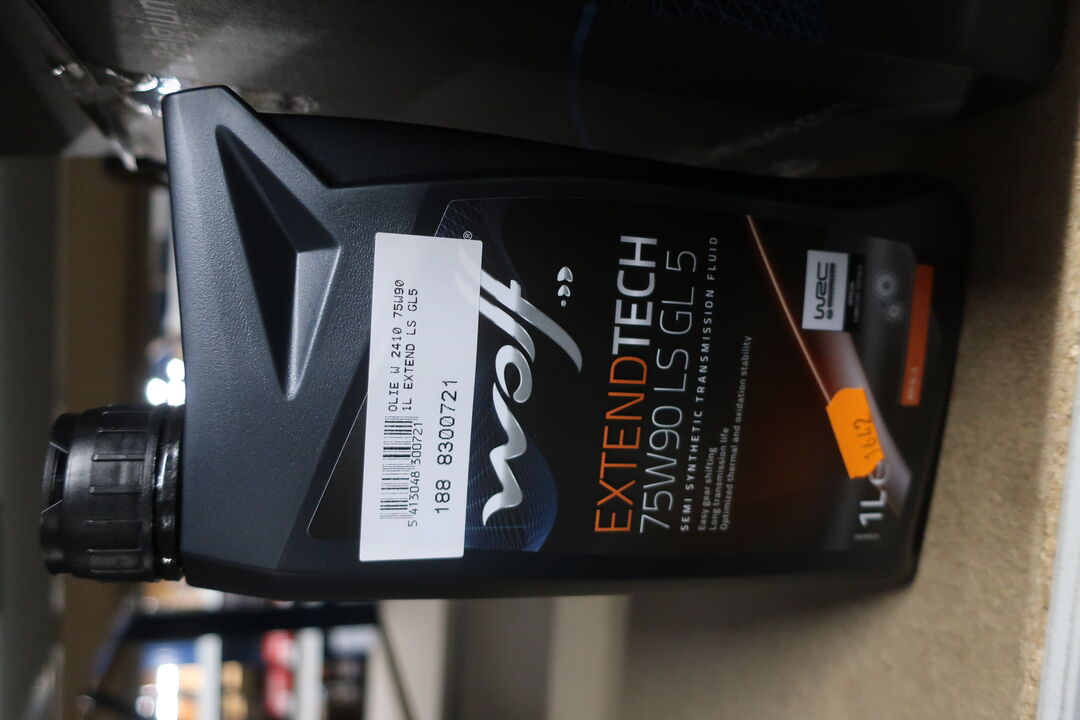 OLIE W 2410 75W90
1L EXTEND LS GL5
5 413048 300721
188 8300721
Wolf
®
EXTENDTECH
75W90 LS GL 5
SEMI SYNTHETIC TRANSMISSION FLUID
Easy gear shifting
Long transmission life
Optimized thermal and oxidation stability
WRC
1L